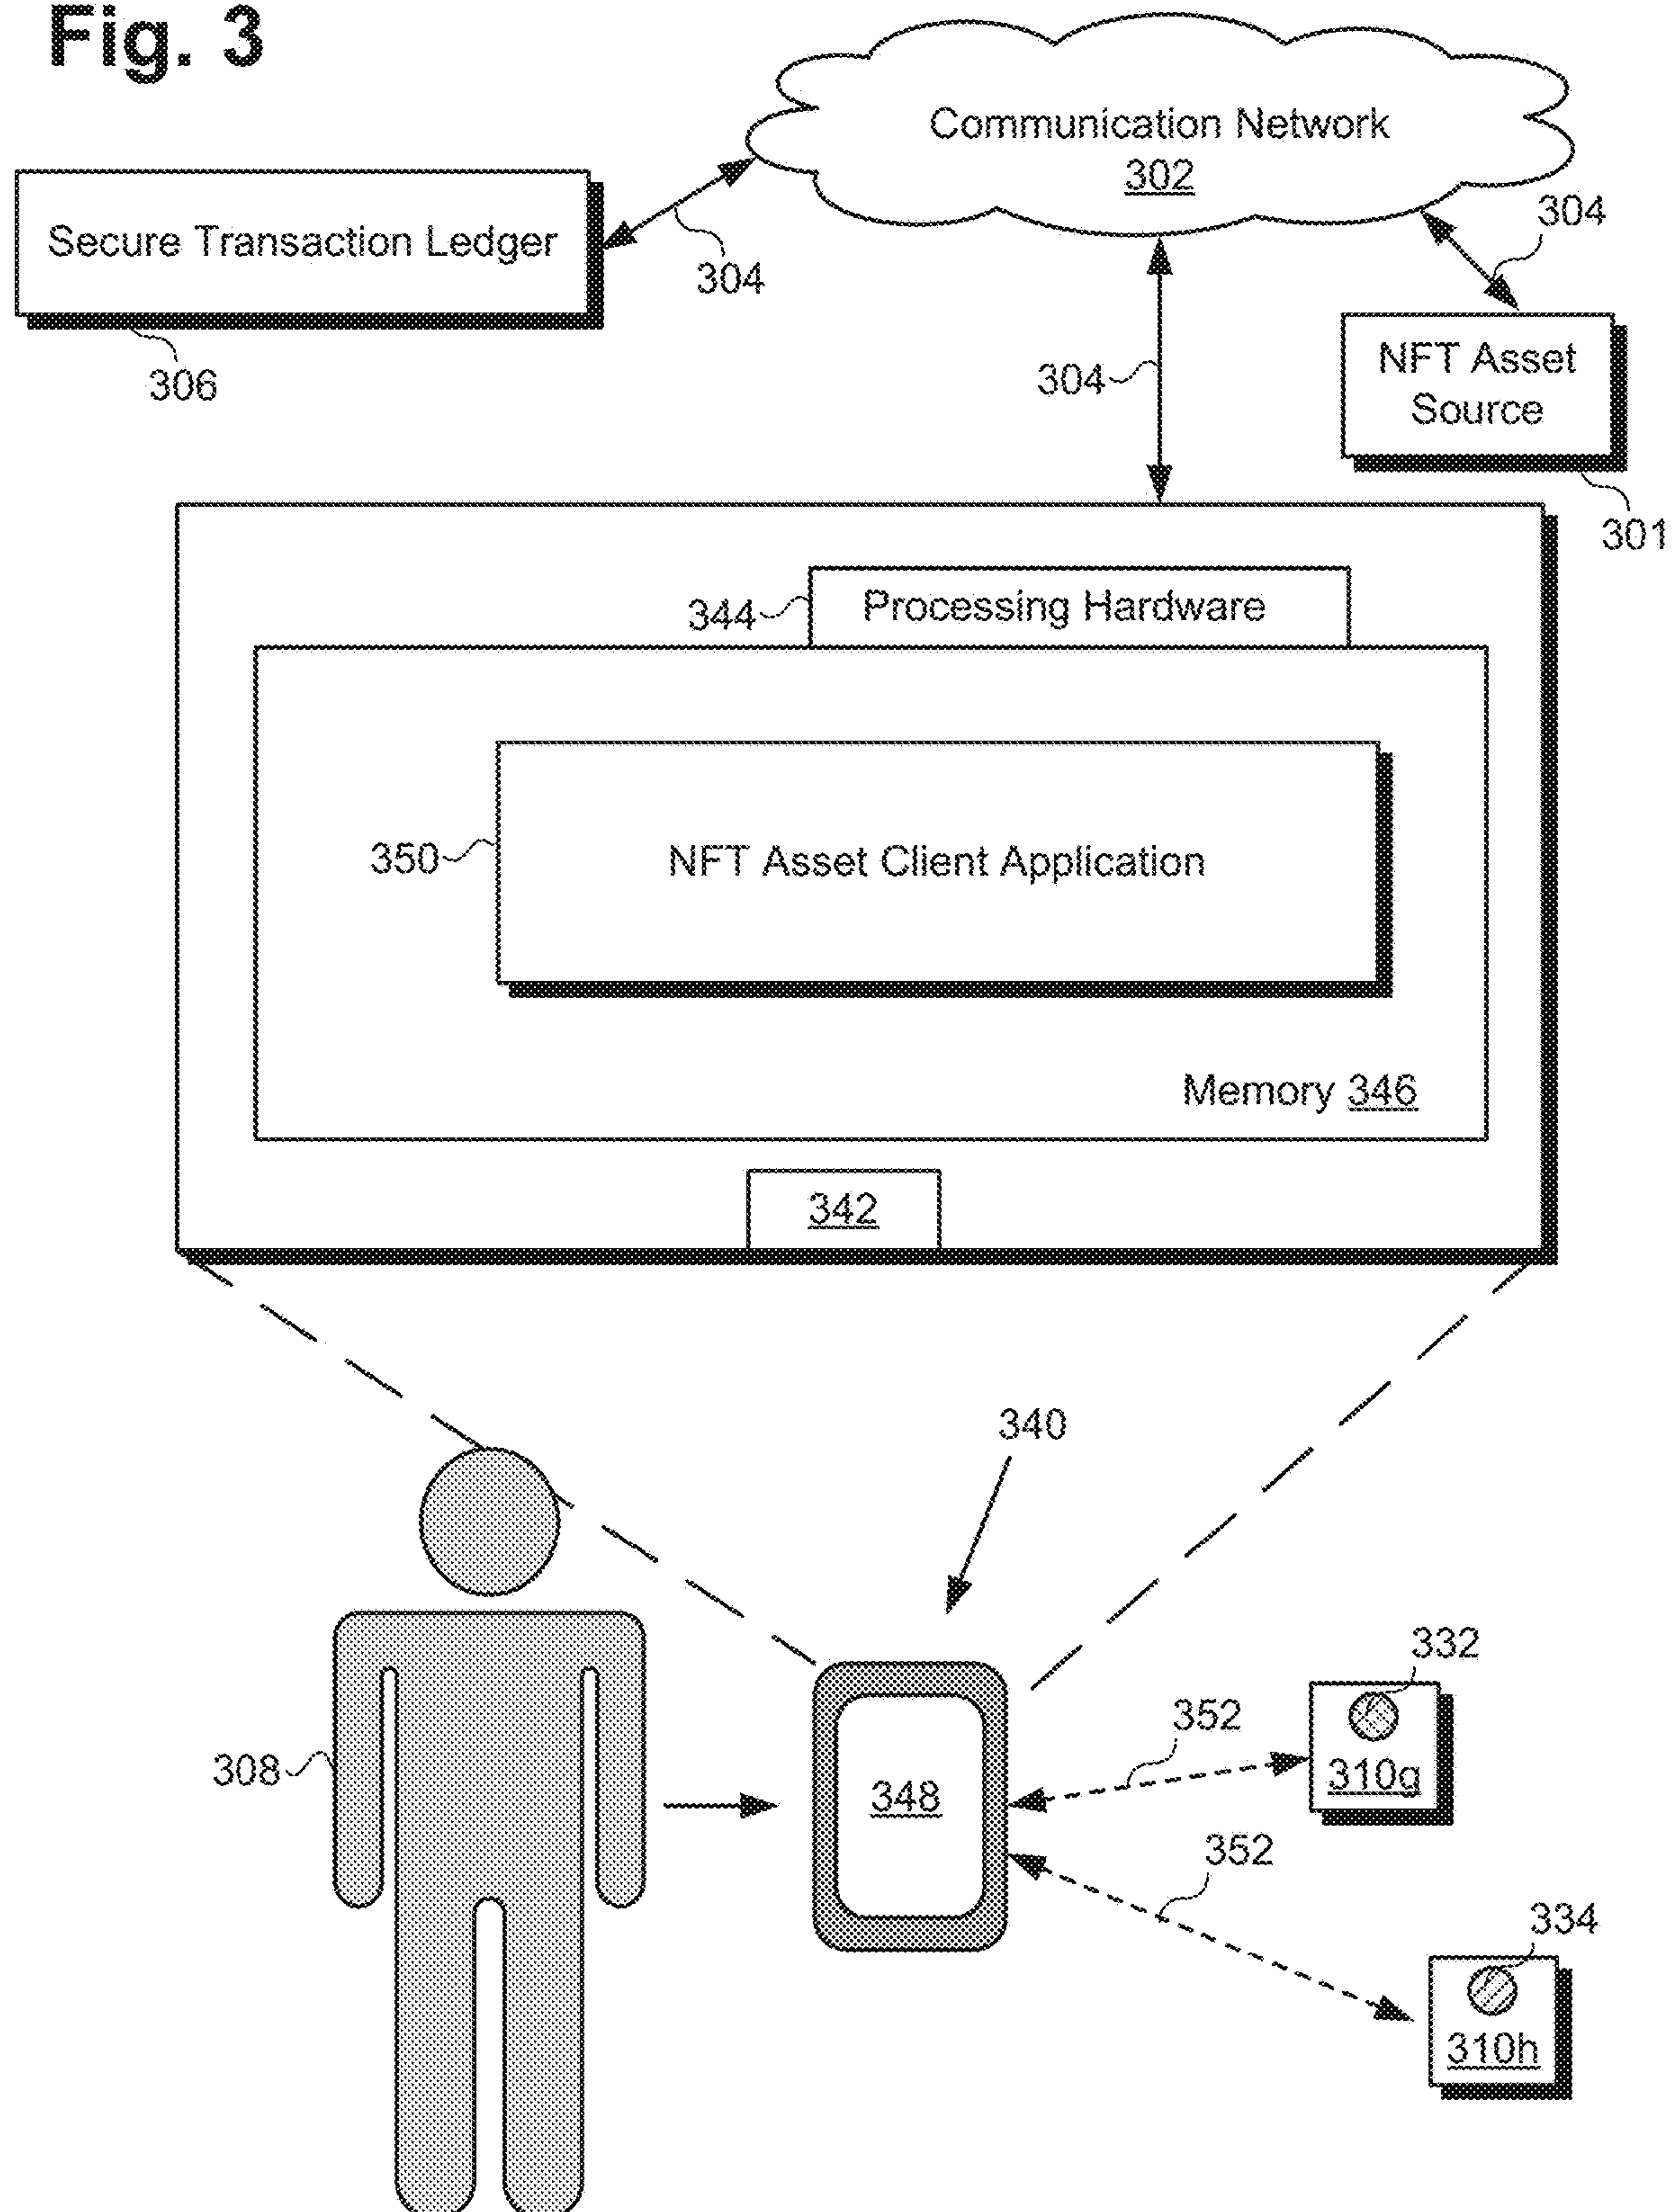 Fig. 3
Communication Network
302
Secure Transaction Ledger
304
304
306
304
NFT Asset
Source
301
344
Processing Hardware
350
NFT Asset Client Application
Memory 346
342
340
332
352
310g
308
348
352
334
310h